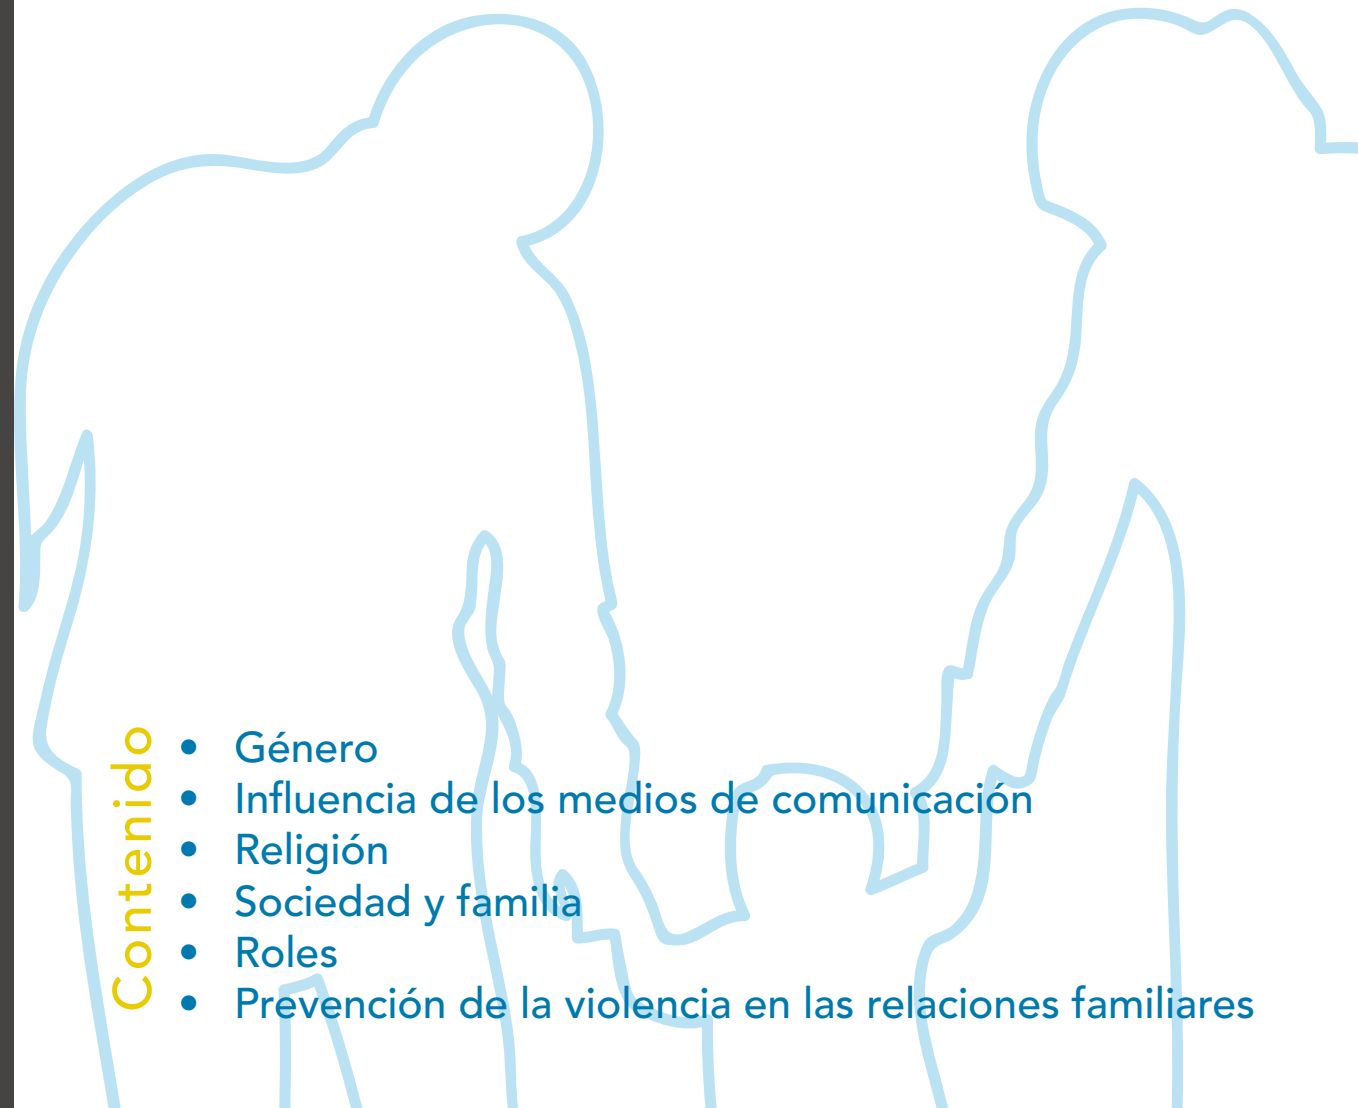 Contenido
• Género
• Influencia de los medios de comunicación
• Religión
• Sociedad y familia
• Roles
• Prevención de la violencia en las relaciones familiares